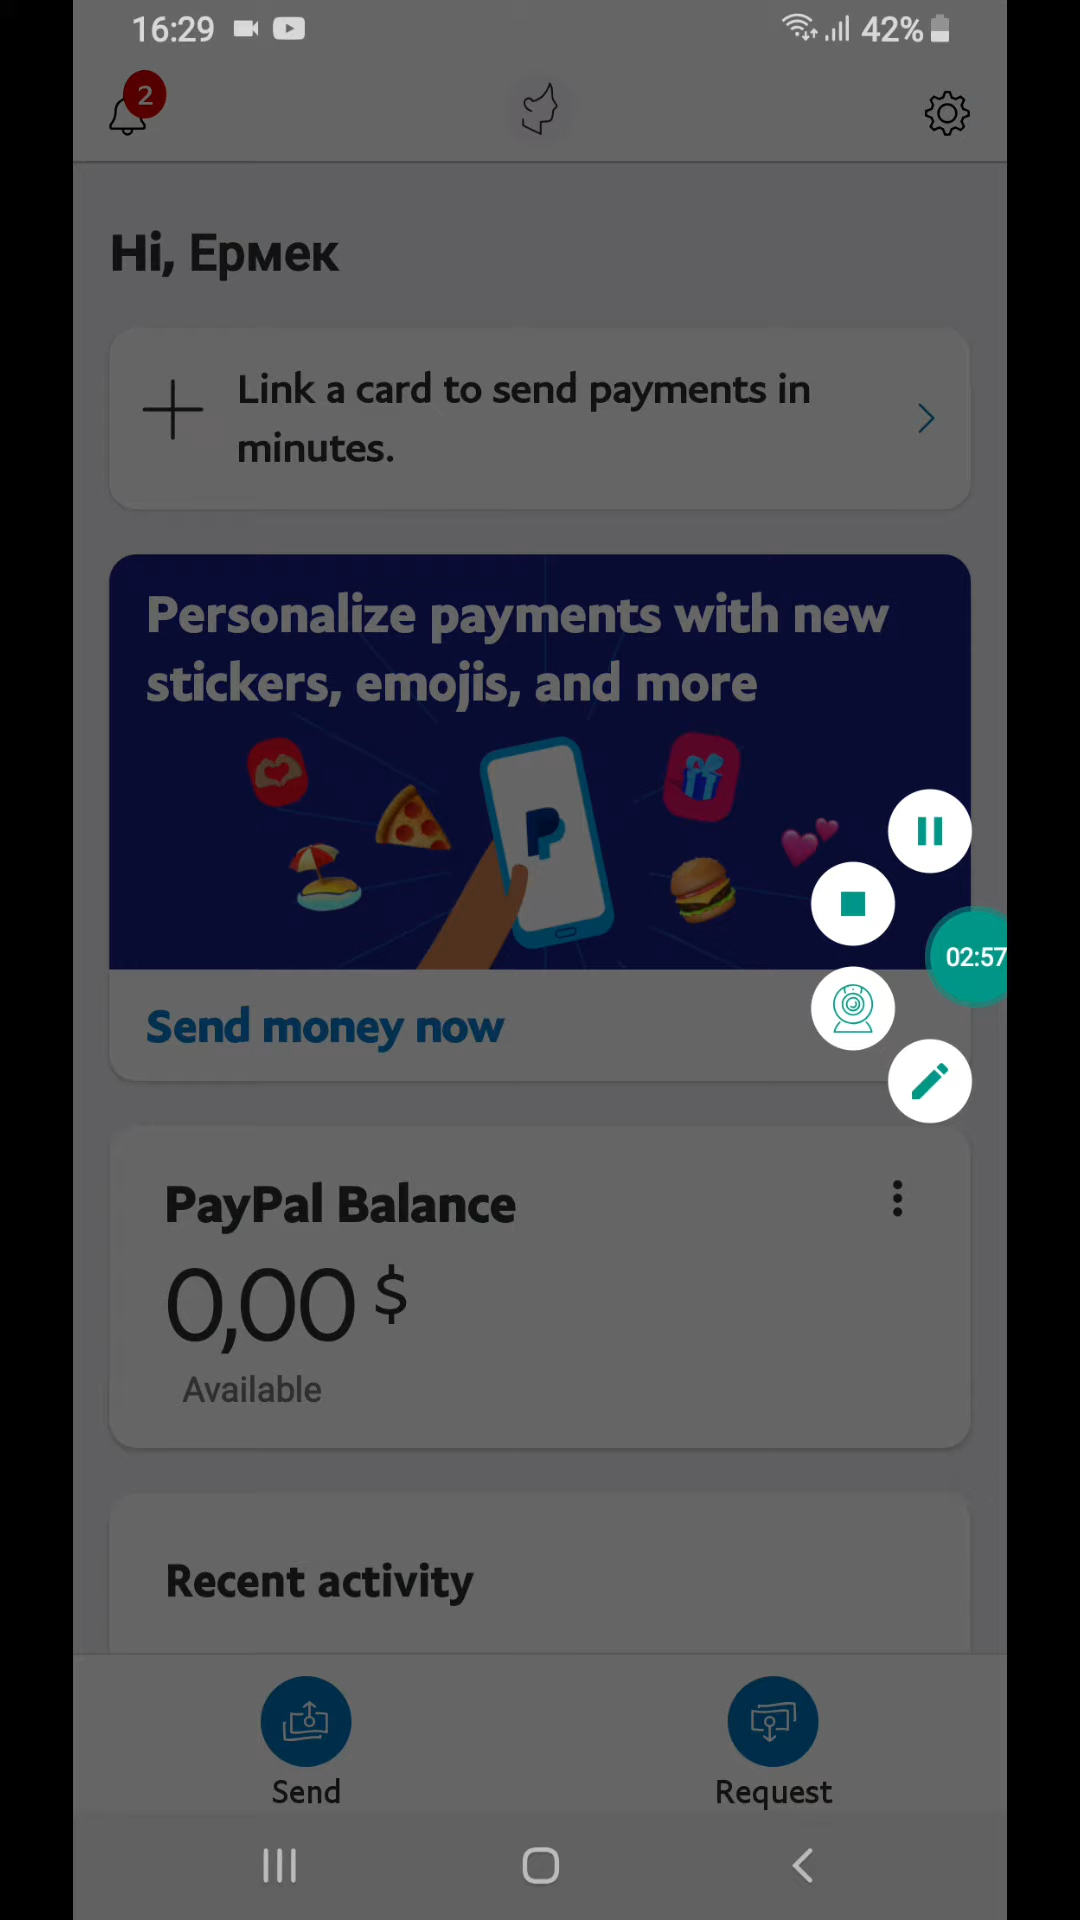 16:29
42%
2
Hi, Ермек
Link a card to send payments in
minutes.
Personalize payments with new
stickers, emojis, and more
02:57
Send money now
PayPal Balance
0,00 $
Available
Recent activity
Send
Request